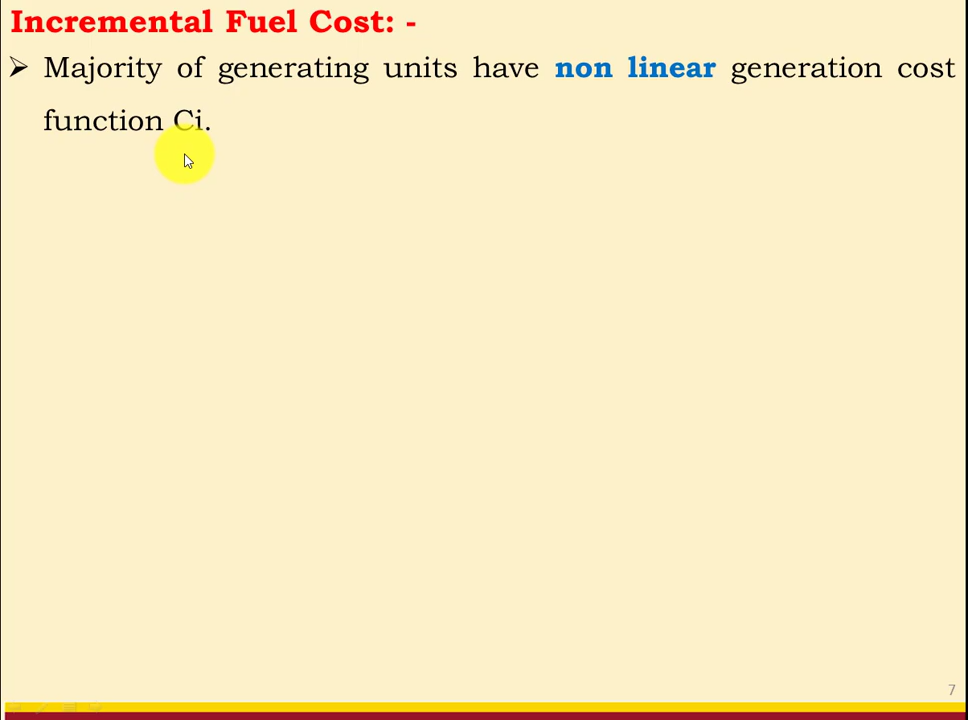 Incremental Fuel Cost: -
➢ Majority of generating units have non linear generation cost
function Ci.
7